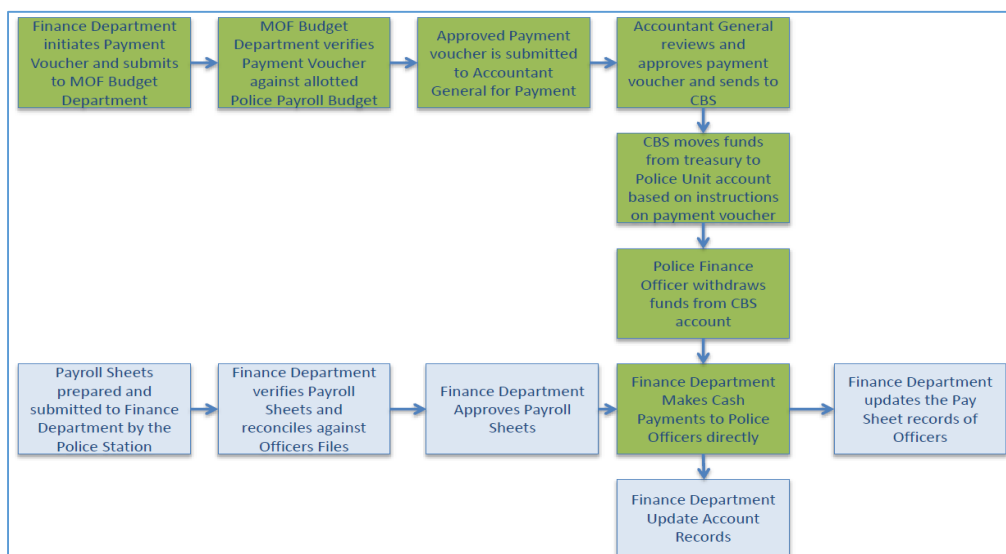 Finance Department
initiates Payment
Voucher and submits
to MOF Budget
Department
MOF Budget
Department verifies
Payment Voucher
against allotted
Police Payroll Budget
Approved Payment
voucher is submitted
to Accountant
General for Payment
Accountant General
reviews and
approves payment
voucher and sends to
CBS
CBS moves funds
from treasury to
Police Unit account
based on instructions
on payment voucher
Police Finance
Officer withdraws
funds from CBS
account
Payroll Sheets
prepared and
submitted to Finance
Department by the
Police Station
Finance Department
verifies Payroll
Sheets and
reconciles against
Officers Files
Finance Department
Approves Payroll
Sheets
Finance Department
Makes Cash
Payments to Police
Officers directly
Finance Department
updates the Pay
Sheet records of
Officers
Finance Department
Update Account
Records